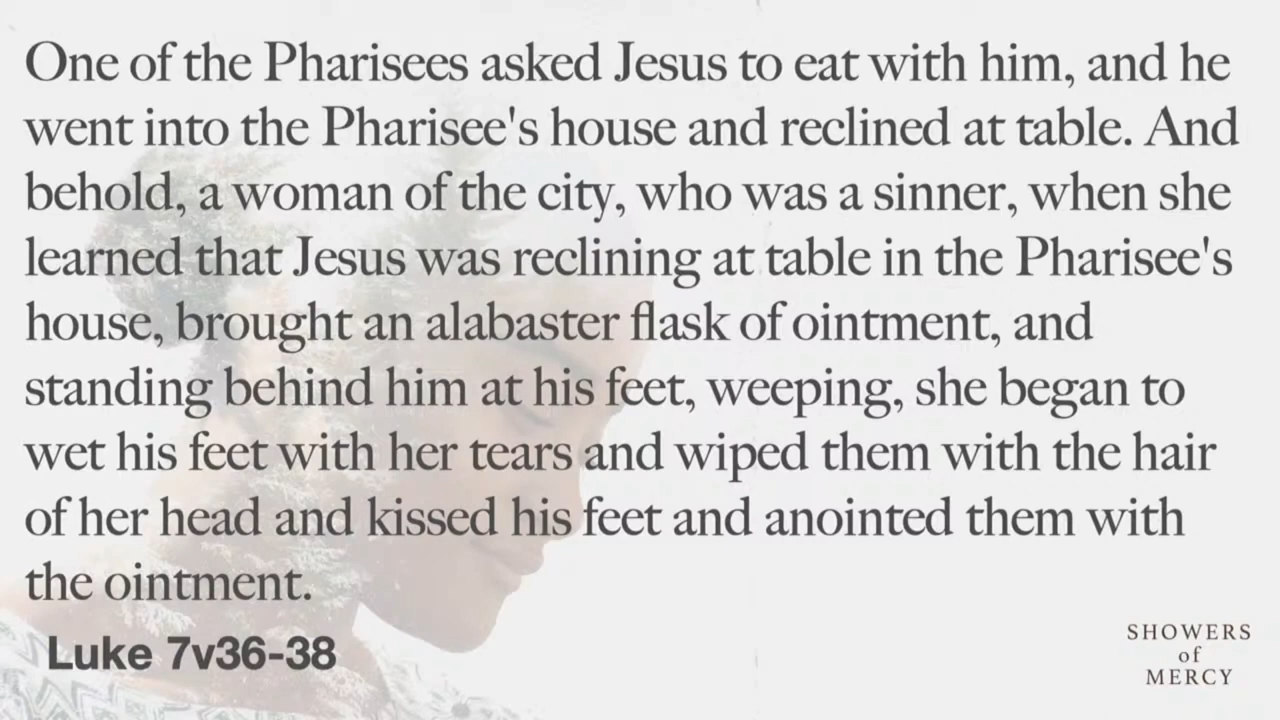 One of the Pharisees asked Jesus to eat with him, and he
went into the Pharisee's house and reclined at table. And
behold, a woman of the city, who was a sinner, when she
learned that Jesus was reclining at table in the Pharisee's
house, brought an alabaster flask of ointment, and
standing behind him at his feet, weeping, she began to
wet his feet with her tears and wiped them with the hair
of her head and kissed his feet and anointed them with
the ointment.
Luke 7v36-38
SHOWERS
of
MERCY